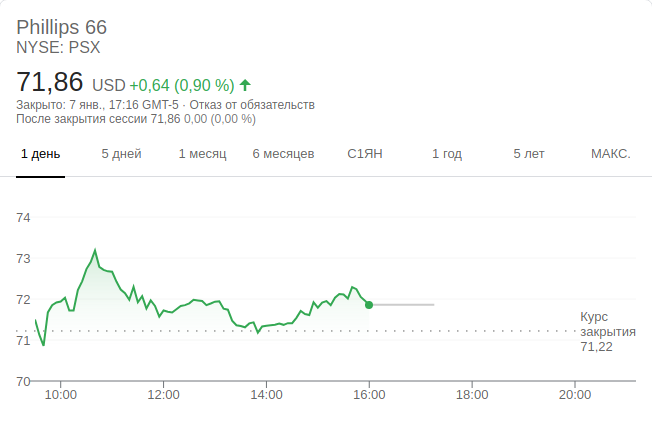 Phillips 66
NYSE: PSX
71,86 USD +0,64 (0,90 %)
Закрыто: 7 янв., 17:16 GMT-5 · Отказ от обязательств
После закрытия сессии 71,86 0,00 (0,00 %)
1 день 5 дней 1 месяц 6 месяцев С1ЯН 1 год 5 лет МАКС.
74
73
72
71
70
Курс
закрытия
71,22
10:00 12:00 14:00 16:00 18:00 20:00